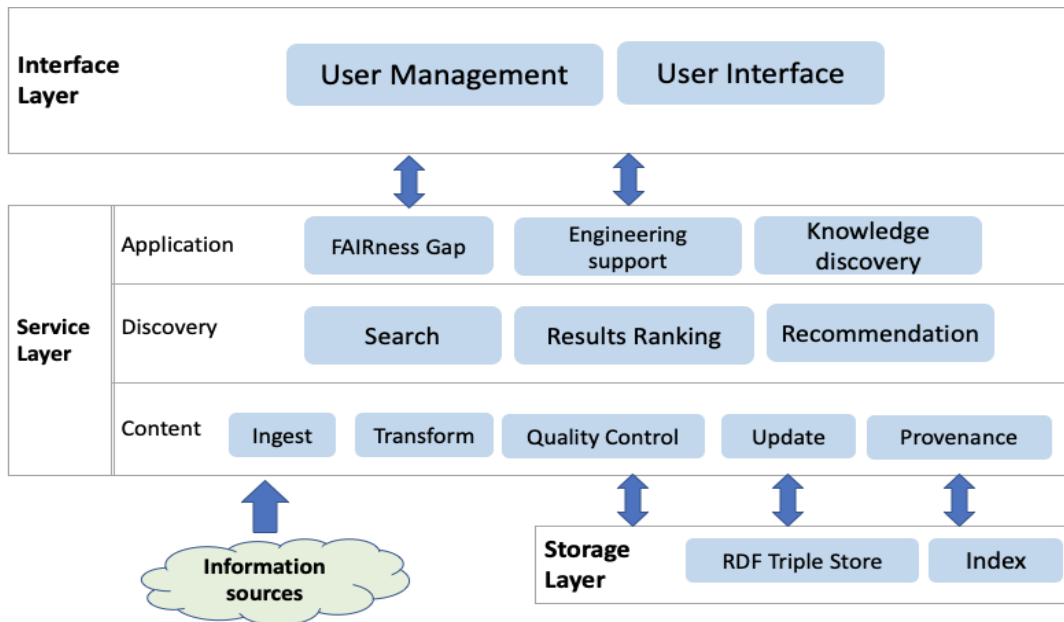 Interface
Layer
User Management
User Interface
Service
Layer
Application
FAIRness Gap
Engineering
support
Knowledge
discovery
Discovery
Search
Results Ranking
Recommendation
Content
Ingest
Transform
Quality Control
Update
Provenance
Information
sources
Storage
Layer
RDF Triple Store
Index